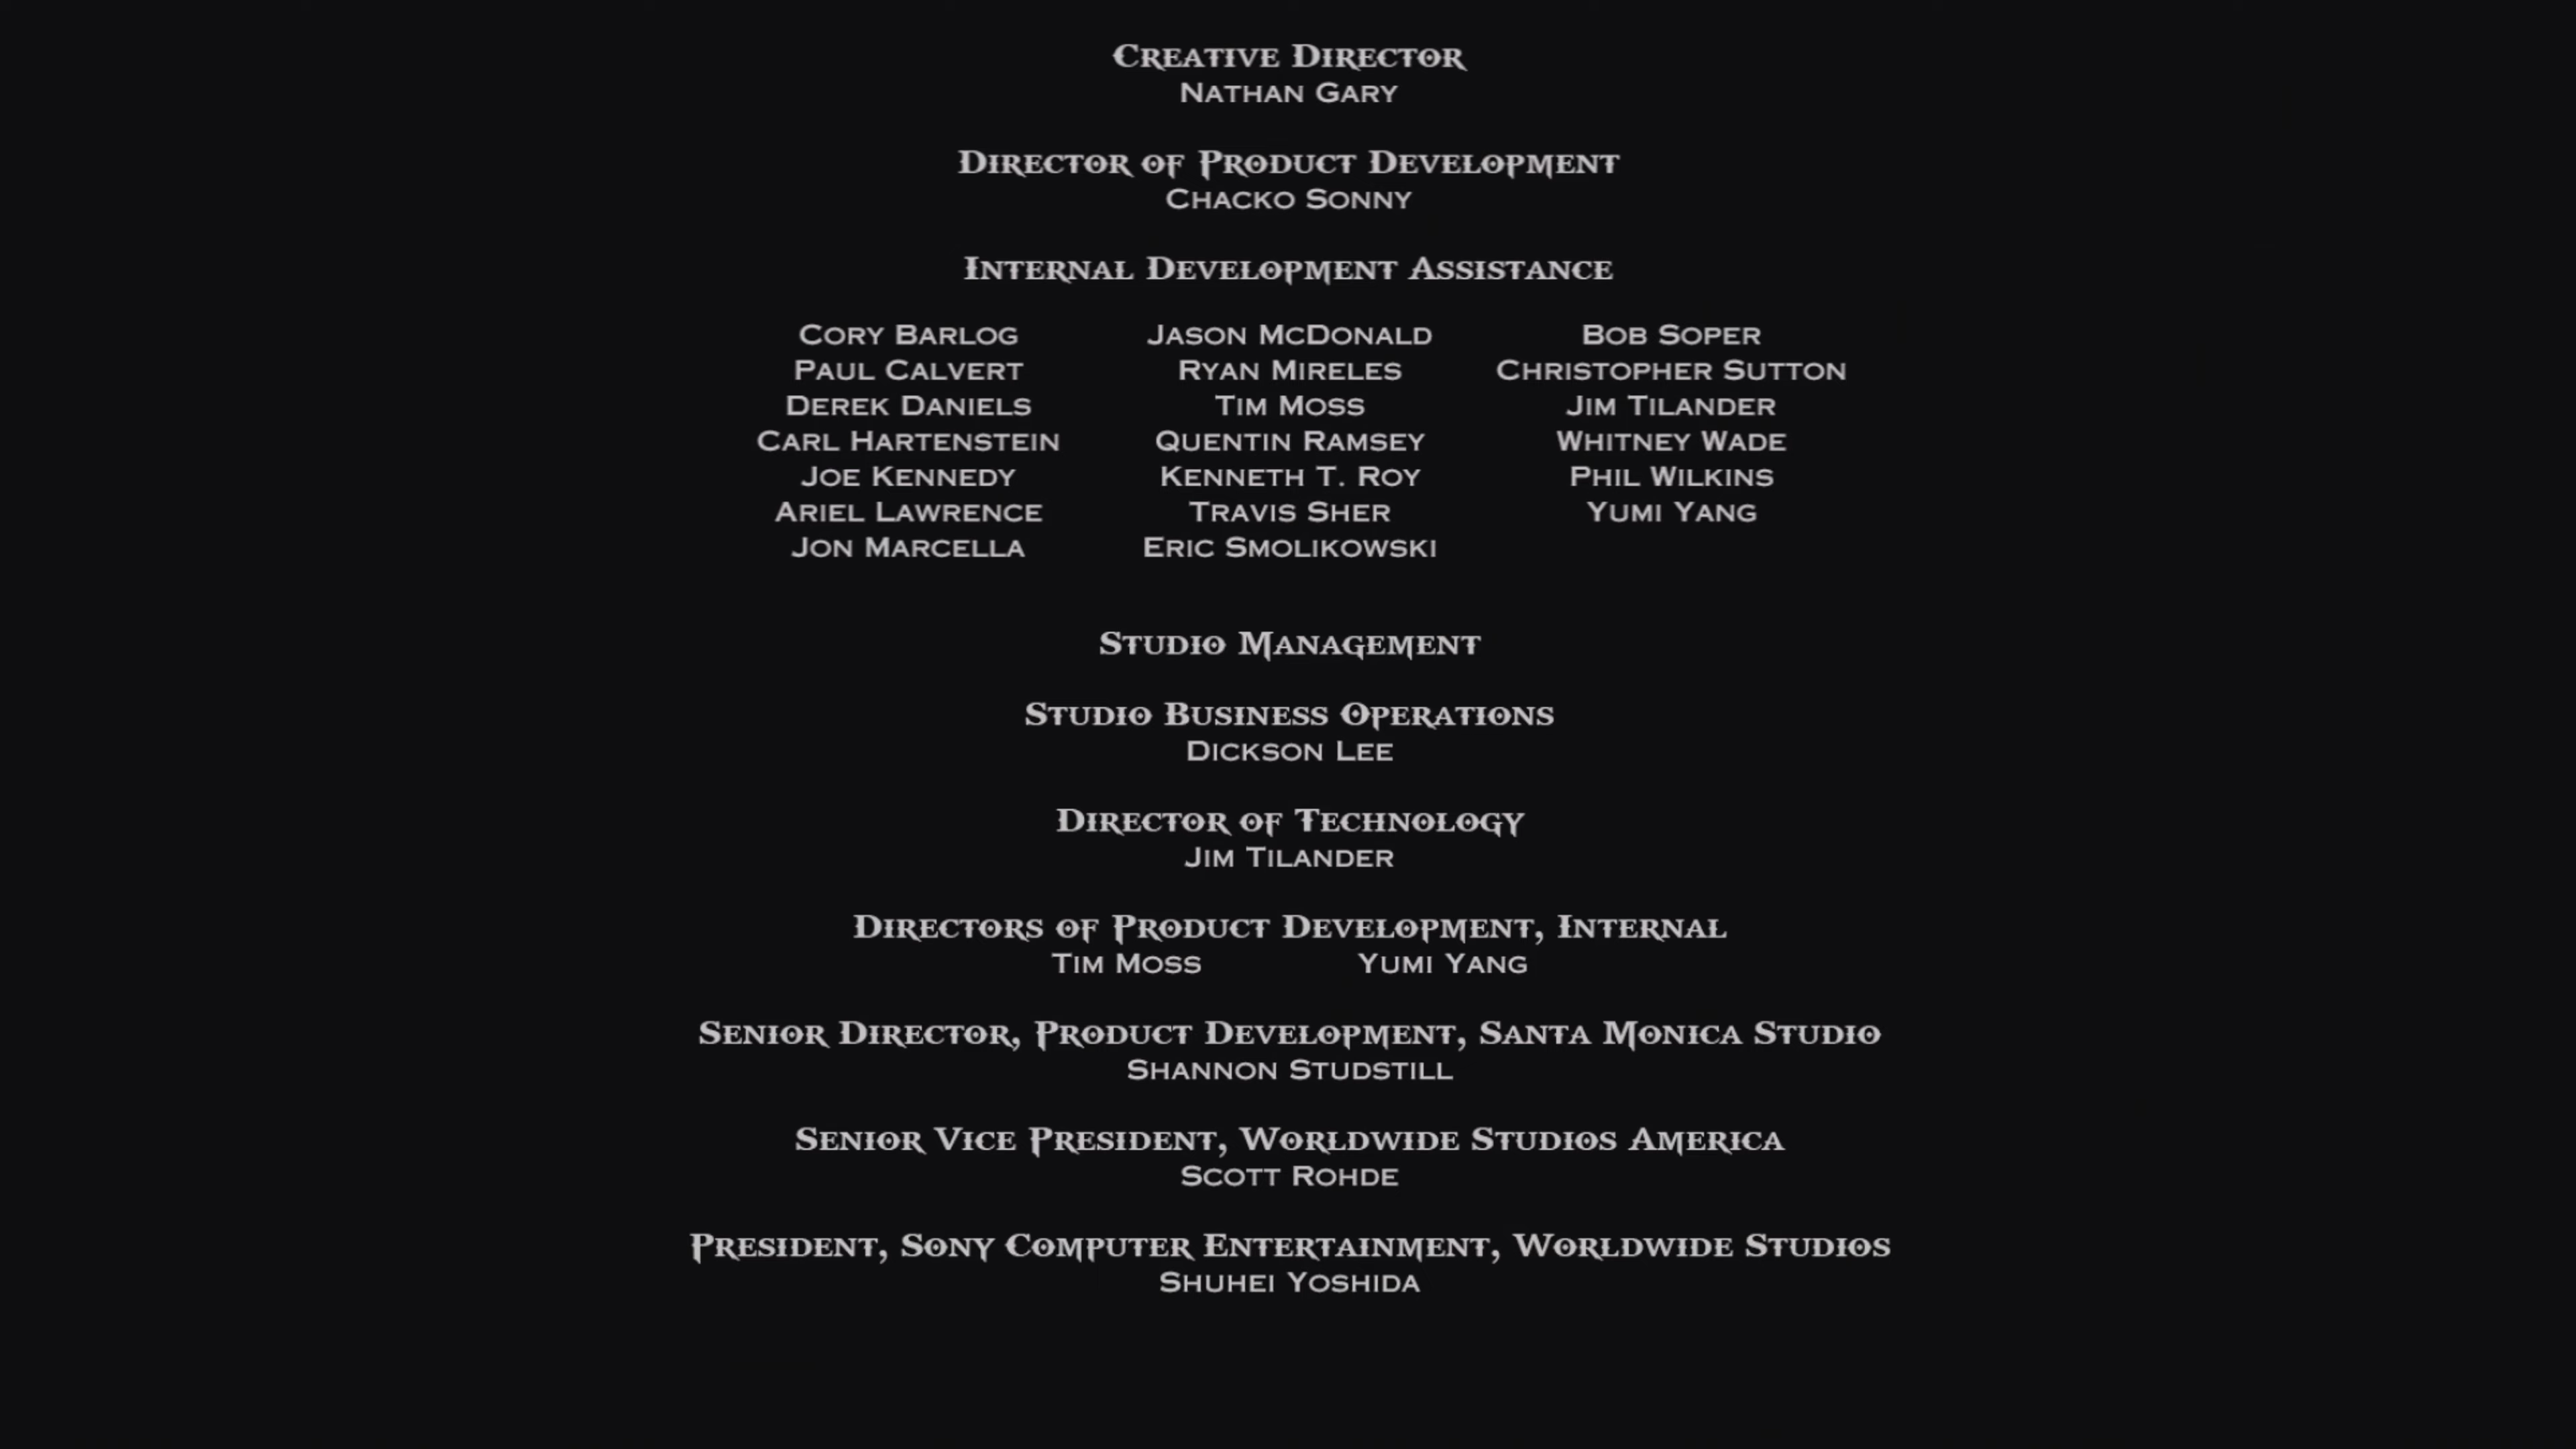 Creative Director
Nathan Gary
Director of Product Development
Chacko Sonny
Internal Development Assistance
Cory Barlog Jason McDonald Bob Soper
Paul Calvert Ryan Mireles Christopher Sutton
Derek Daniels Tim Moss Jim Tilander
Carl Hartenstein Quentin Ramsey Whitney Wade
Joe Kennedy Kenneth T. Roy Phil Wilkins
Ariel Lawrence Travis Sher Yumi Yang
Jon Marcella Eric Smolikowski
Studio Management
Studio Business Operations
Dickson Lee
Director of Technology
Jim Tilander
Directors of Product Development, Internal
Tim Moss Yumi Yang
Senior Director, Product Development, Santa Monica Studio
Shannon Studstill
Senior Vice President, Worldwide Studios America
Scott Rohde
President, Sony Computer Entertainment, Worldwide Studios
Shuhei Yoshida